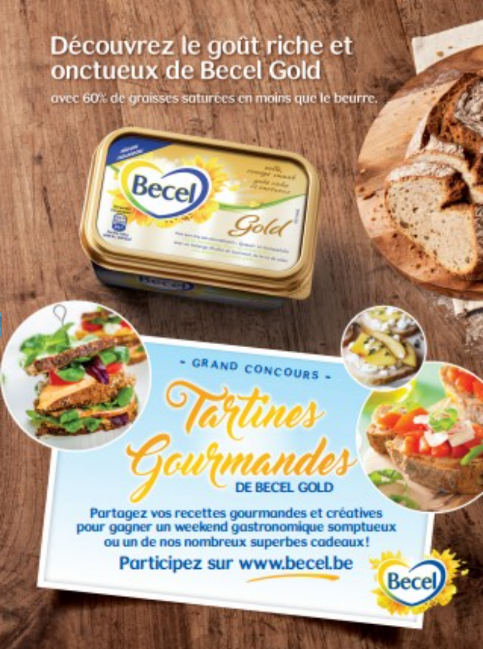 Découvrez le goût riche et
onctueux de Becel Gold
avec 60% de graisses saturées en moins que le beurre.
Becel
Gold
Becel
- GRAND CONCOURS -
Tartines
Gourmandes
DE BECEL GOLD
Partagez vos recettes gourmandes et créatives
pour gagner un weekend gastronomique somptueux
ou un de nos nombreux superbes cadeaux!
Participez sur www.becel.be
Becel